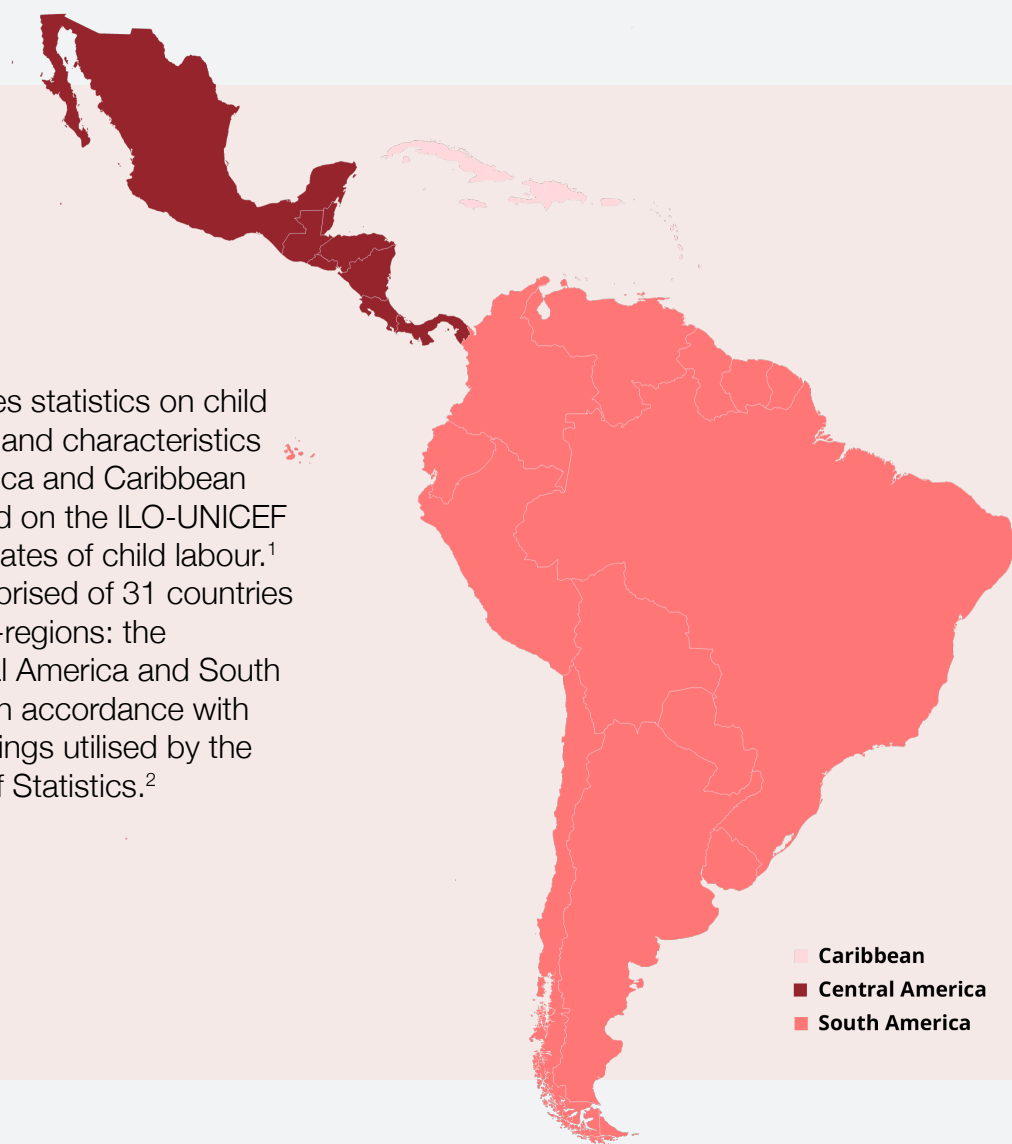 es statistics on child
and characteristics
ca and Caribbean
d on the ILO-UNICEF
ates of child labour.1
prised of 31 countries
-regions: the
l America and South
n accordance with
ings utilised by the
f Statistics.2
Caribbean
Central America
South America